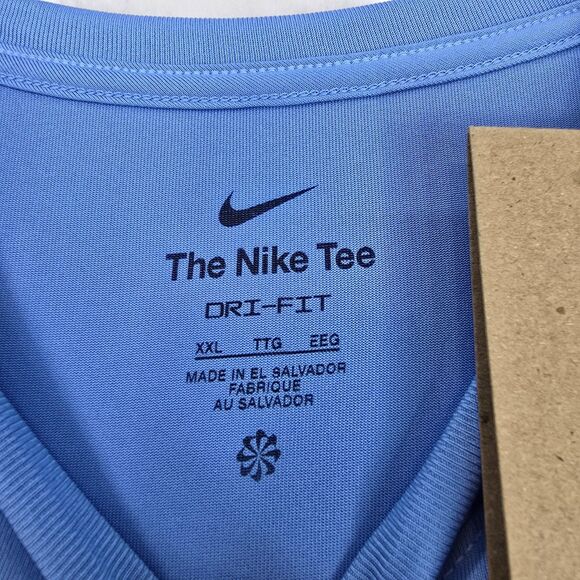 The Nike Tee
DRI-FIT
XXL TTG EEG
MADE IN EL SALVADOR
FABRIQUE
AU SALVADOR